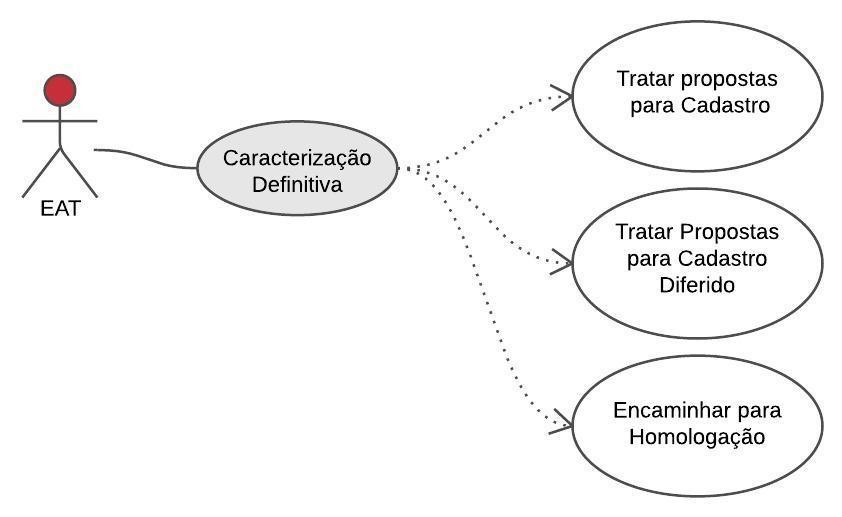 EAT
Caracterização
Definitiva
Tratar propostas
para Cadastro
Tratar Propostas
para Cadastro
Diferido
Encaminhar para
Homologação